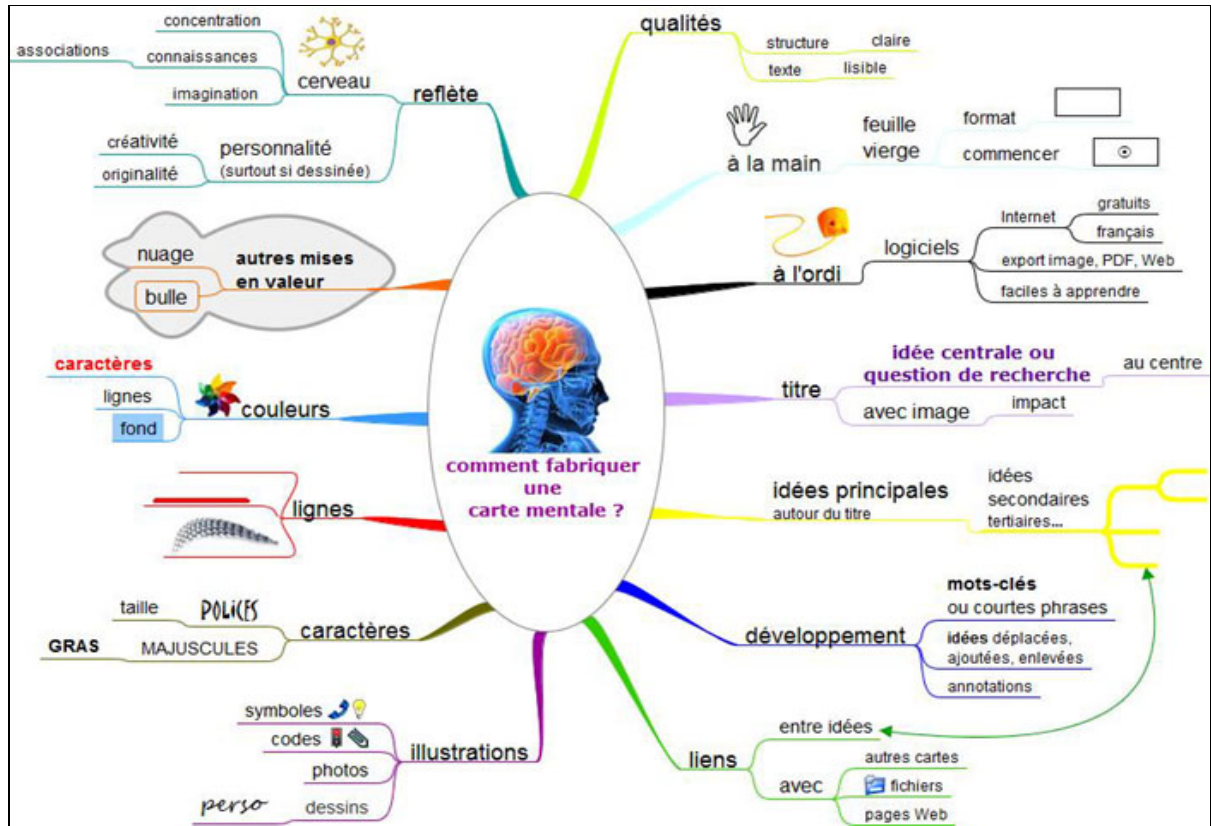 comment fabriquer
une
carte mentale ?
qualités
structure
claire
texte
lisible
à la main
feuille
vierge
format
commencer
à l'ordi
logiciels
Internet
gratuits
français
export image, PDF, Web
faciles à apprendre
titre
idée centrale ou
question de recherche
au centre
avec image
impact
idées principales
autour du titre
idées
secondaires
tertiaires...
développement
mots-clés
ou courtes phrases
idées déplacées,
ajoutées, enlevées
annotations
liens
entre idées
avec
autres cartes
fichiers
pages Web
illustrations
symboles
codes
photos
dessins
perso
caractères
POLICES
taille
MAJUSCULES
GRAS
lignes
couleurs
caractères
lignes
fond
autres mises
en valeur
nuage
bulle
reflète
cerveau
concentration
connaissances
associations
imagination
personnalité
(surtout si dessinée)
créativité
originalité